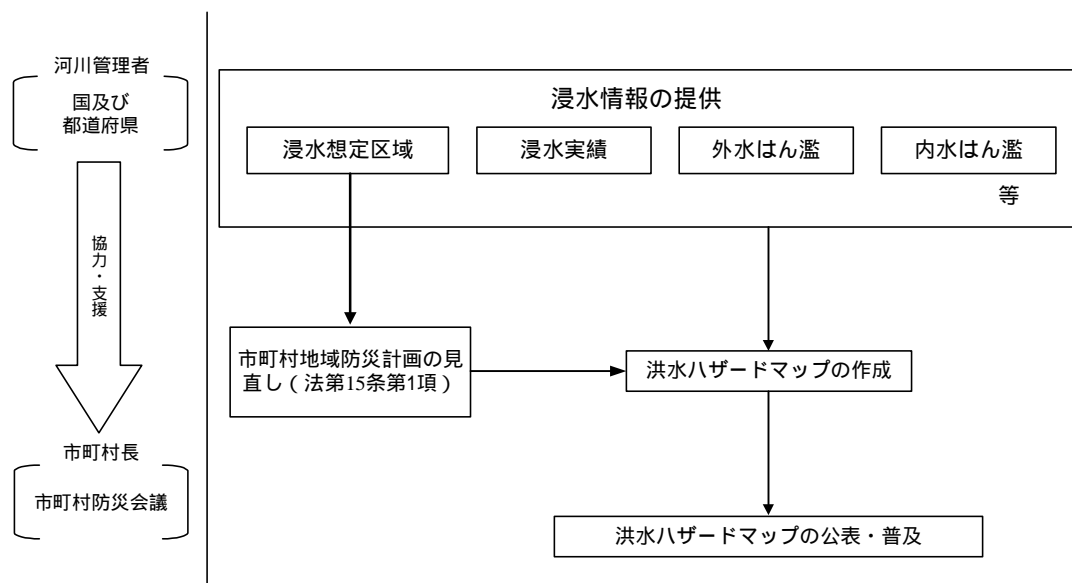 河川管理者
国及び
都道府県
協力・支援
市町村長
市町村防災会議
浸水情報の提供
浸水想定区域
浸水実績
外水はん濫
内水はん濫
等
市町村地域防災計画の見
直し（法第15条第1項）
洪水ハザードマップの作成
洪水ハザードマップの公表・普及